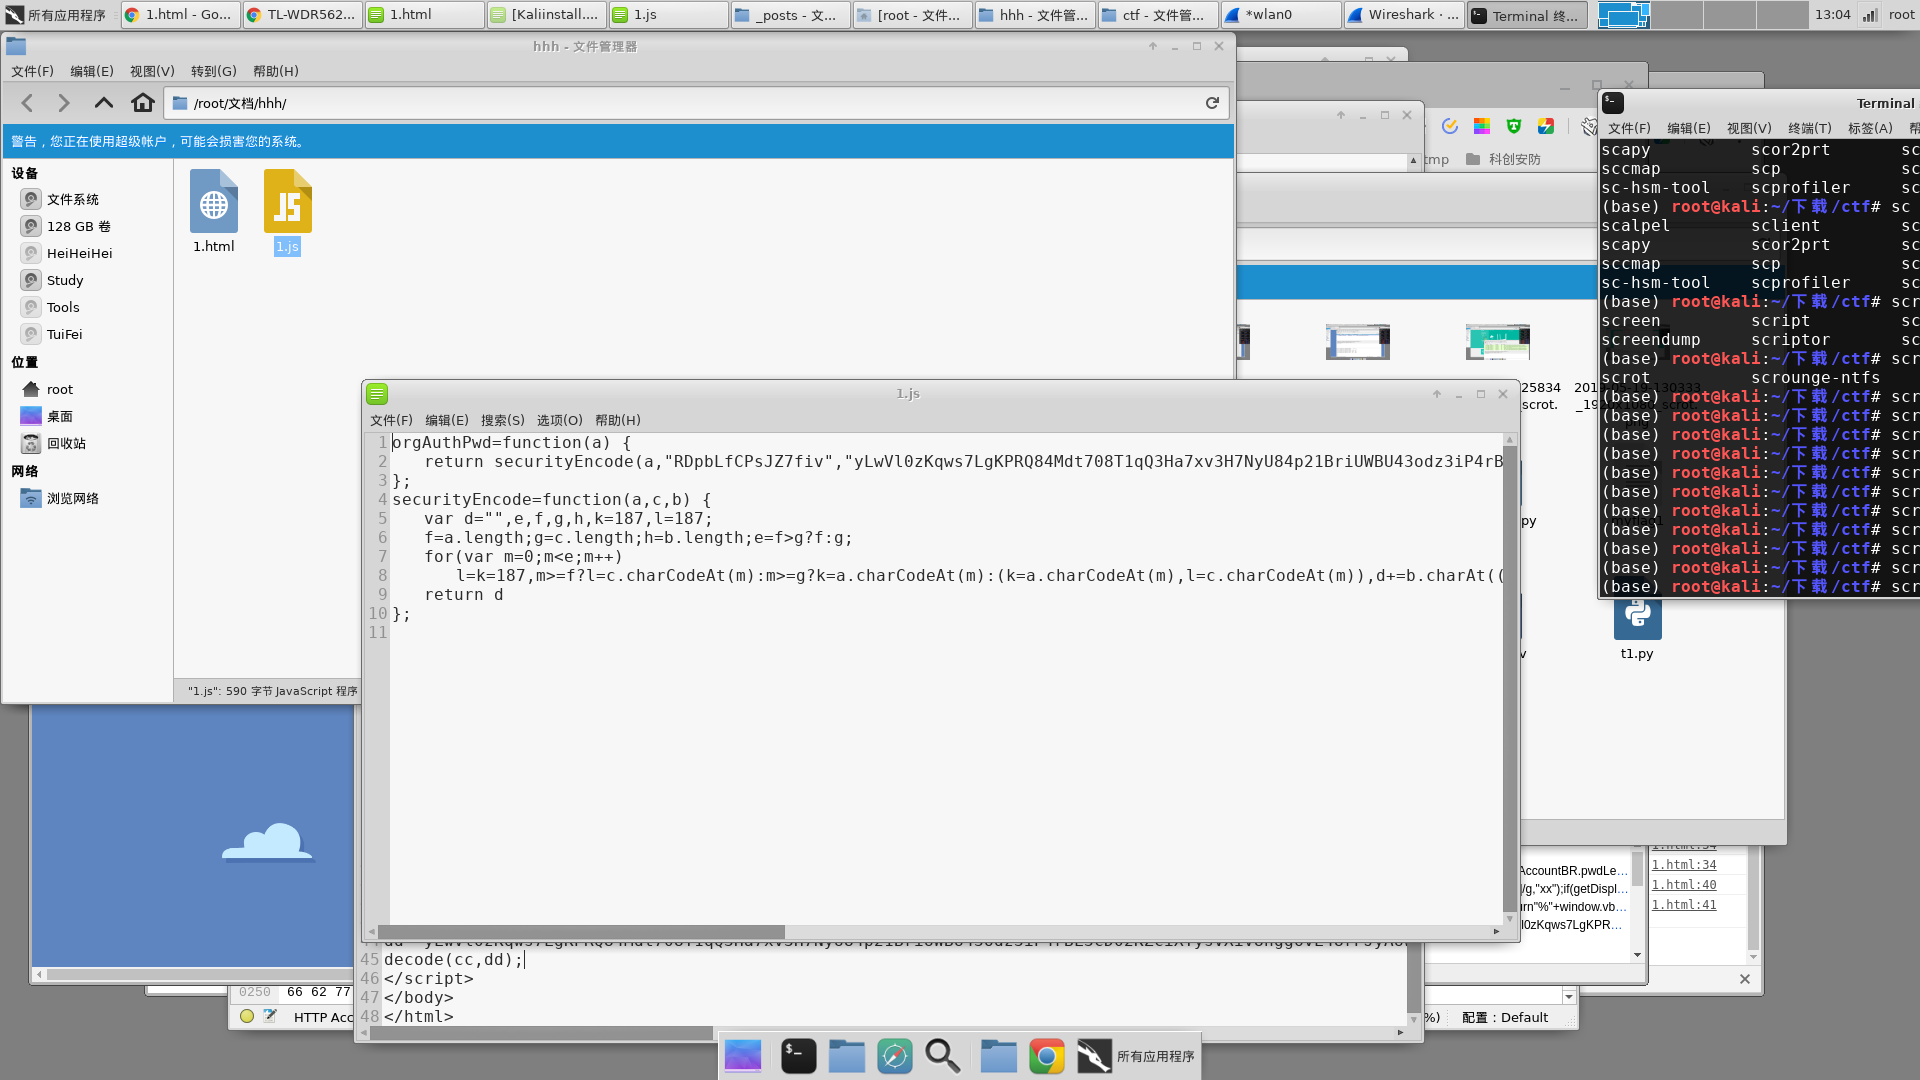 所有应用程序
1.html - Go...
TL-WDR562...
1.html
[Kaliinstall....
1.js
_posts - 文...
[root - 文件...
hhh - 文件管...
ctf - 文件管...
*wlan0
Wireshark · ...
Terminal 终...
13:04
root
hhh - 文件管理器
文件(F) 编辑(E) 视图(V) 转到(G) 帮助(H)
/root/文档/hhh/
警告，您正在使用超级帐户，可能会损害您的系统。
设备
文件系统
128 GB 卷
HeiHeiHei
Study
Tools
TuiFei
位置
root
桌面
回收站
网络
浏览网络
1.html
1.js
"1.js": 590 字节 JavaScript 程序
tmp
科创安防
Terminal
文件(F) 编辑(E) 视图(V) 终端(T) 标签(A) 帮
scapy scor2prt sc
sccmap scp sc
sc-hsm-tool scprofiler sc
(base) root@kali:~/下载/ctf# sc
scalpel sclient sc
scapy scor2prt sc
sccmap scp sc
sc-hsm-tool scprofiler sc
(base) root@kali:~/下载/ctf# scr
screen script sc
screendump scriptor sc
(base) root@kali:~/下载/ctf# scr
scrot scrounge-ntfs
(base) root@kali:~/下载/ctf# scr
(base) root@kali:~/下载/ctf# scr
(base) root@kali:~/下载/ctf# scr
(base) root@kali:~/下载/ctf# scr
(base) root@kali:~/下载/ctf# scr
(base) root@kali:~/下载/ctf# scr
(base) root@kali:~/下载/ctf# scr
(base) root@kali:~/下载/ctf# scr
(base) root@kali:~/下载/ctf# scr
(base) root@kali:~/下载/ctf# scr
(base) root@kali:~/下载/ctf# scr
25834
scrot.
py
t1.py
1.js
文件(F) 编辑(E) 搜索(S) 选项(O) 帮助(H)
1 orgAuthPwd=function(a) {
2 return securityEncode(a,"RDpbLfCPsJZ7fiv","yLwVl0zKqws7LgKPRQ84Mdt708T1qQ3Ha7xv3H7NyU84p21BriUWBU43odz3iP4rB
3 };
4 securityEncode=function(a,c,b) {
5 var d="",e,f,g,h,k=187,l=187;
6 f=a.length;g=c.length;h=b.length;e=f>g?f:g;
7 for(var m=0;m<e;m++)
8 l=k=187,m>=f?l=c.charCodeAt(m):m>=g?k=a.charCodeAt(m):(k=a.charCodeAt(m),l=c.charCodeAt(m)),d+=b.charAt((
9 return d
10 };
11
45 decode(cc,dd);
46 </script>
47 </body>
48 </html>
0250 66 62 77
HTTP Acc
AccountBR.pwdLe...
/g,"xx");if(getDispl...
urn"%"+window.vb...
l0zKqws7LgKPR...
1.html:34
1.html:34
1.html:40
1.html:41
%)
配置：Default
所有应用程序